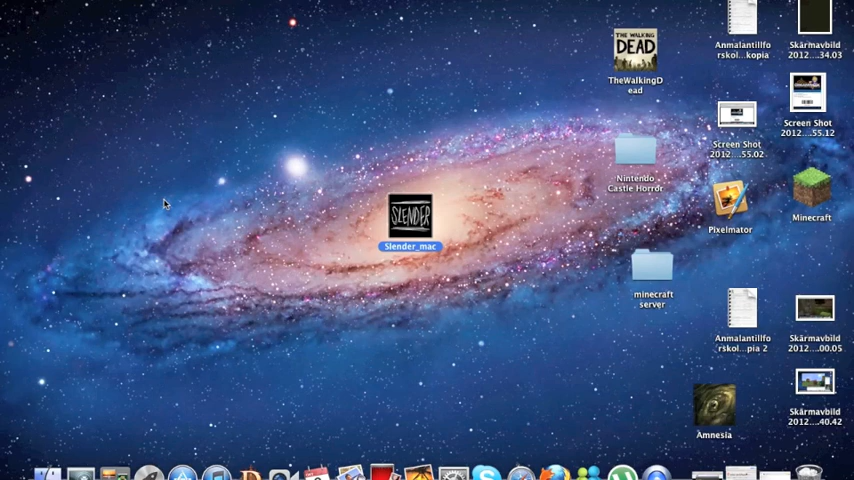 THE WALKING
DEAD
TheWalkingD
ead
Anmalantillfo
rskol...kopia
Skärmavbild
2012....34.03
Screen Shot
2012....55.02
Screen Shot
2012....55.12
Nintendo
Castle Horror
SLENDER
Slender_mac
Pixelmator
Minecraft
minecraft
server
Anmalantillfo
rskol...pia 2
Skärmavbild
2012....00.05
Skärmavbild
2012....40.42
Amnesia